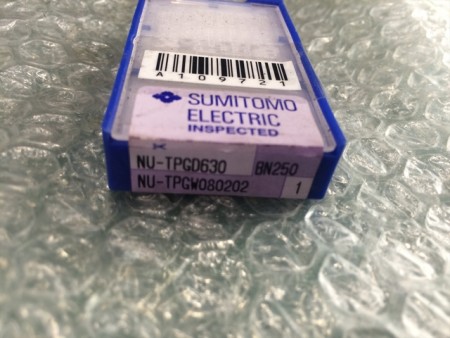 A109721
SUMITOMO
ELECTRIC
INSPECTED
NU-TPGD630 BN250
NU-TPGW080202 1